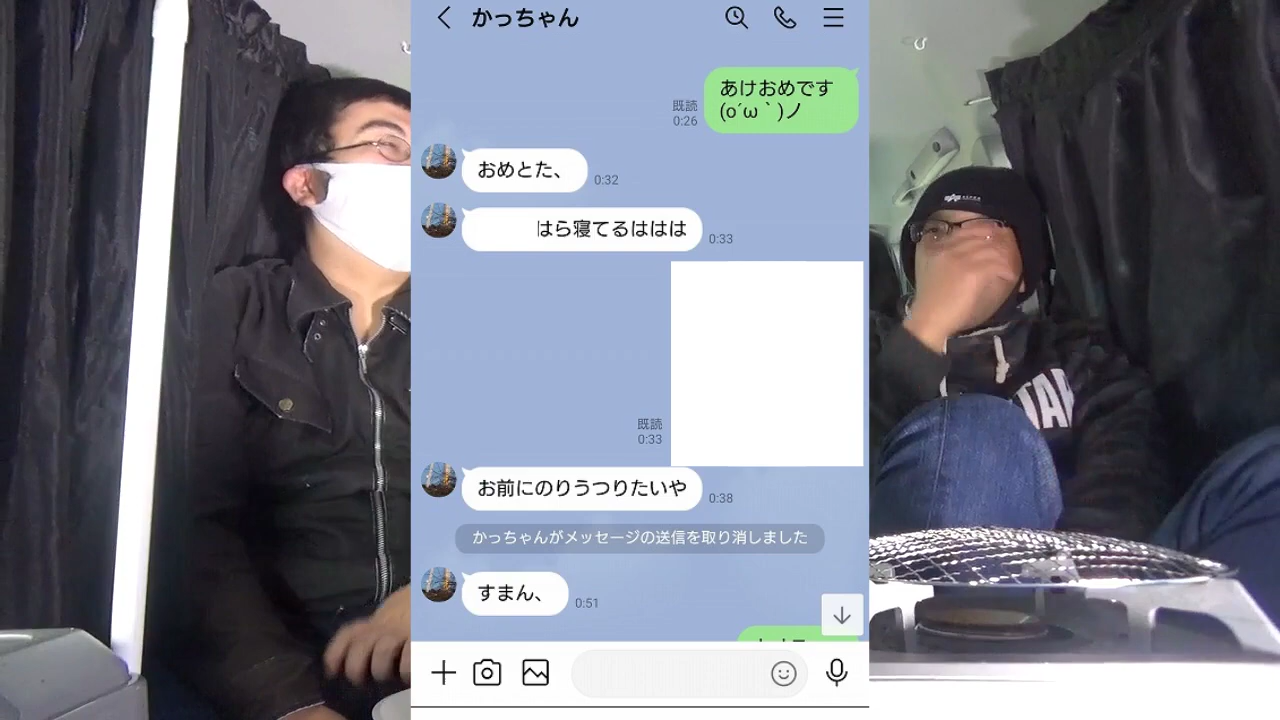 かっちゃん
あけおめです
(o´ω｀)ノ
既読
0:26
おめとた、
0:32
はら寝てるははは
0:33
既読
0:33
お前にのりうつりたいや
0:38
かっちゃんがメッセージの送信を取り消しました
すまん、
0:51